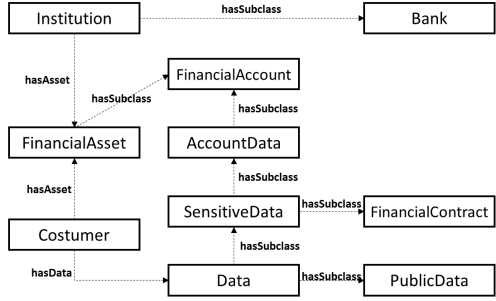 hasSubclass
Institution
Bank
FinancialAccount
hasAsset
hasSubclass
hasSubclass
FinancialAsset
AccountData
hasSubclass
hasAsset
SensitiveData
hasSubclass
FinancialContract
Costumer
hasSubclass
hasData
Data
hasSubclass
PublicData